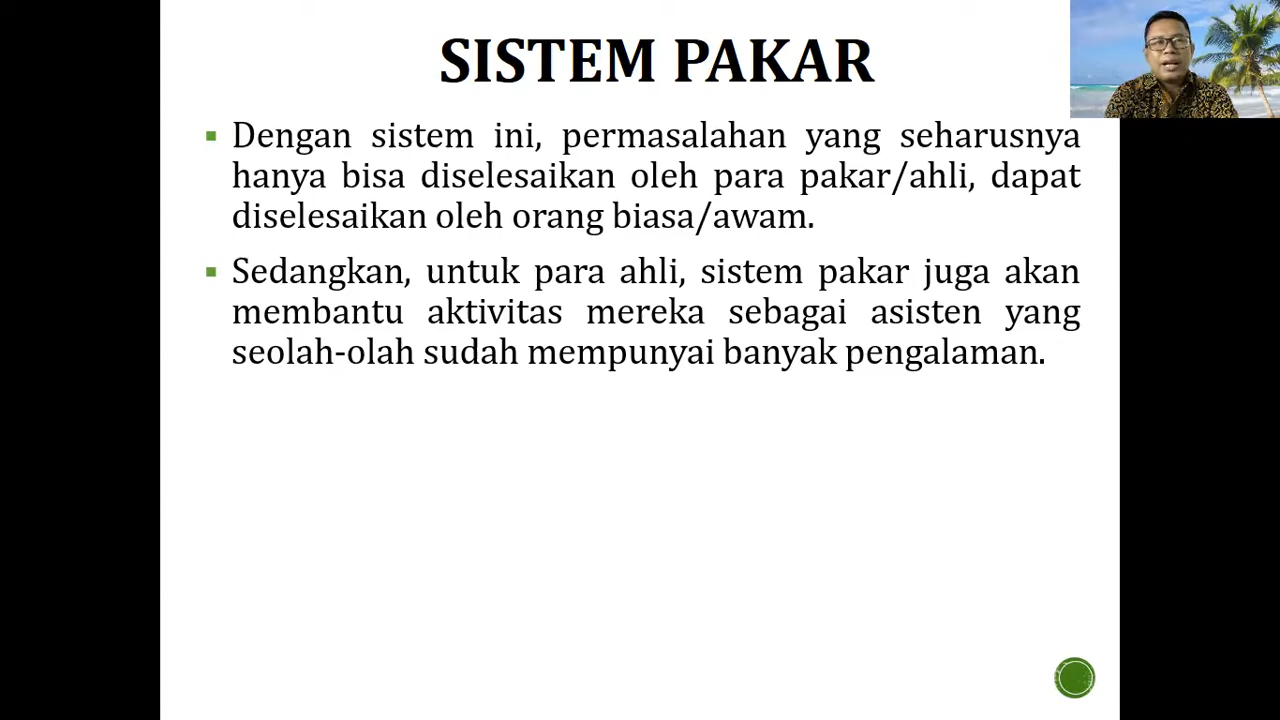 SISTEM PAKAR
Dengan sistem ini, permasalahan yang seharusnya
hanya bisa diselesaikan oleh para pakar/ahli, dapat
diselesaikan oleh orang biasa/awam.
Sedangkan, untuk para ahli, sistem pakar juga akan
membantu aktivitas mereka sebagai asisten yang
seolah-olah sudah mempunyai banyak pengalaman.